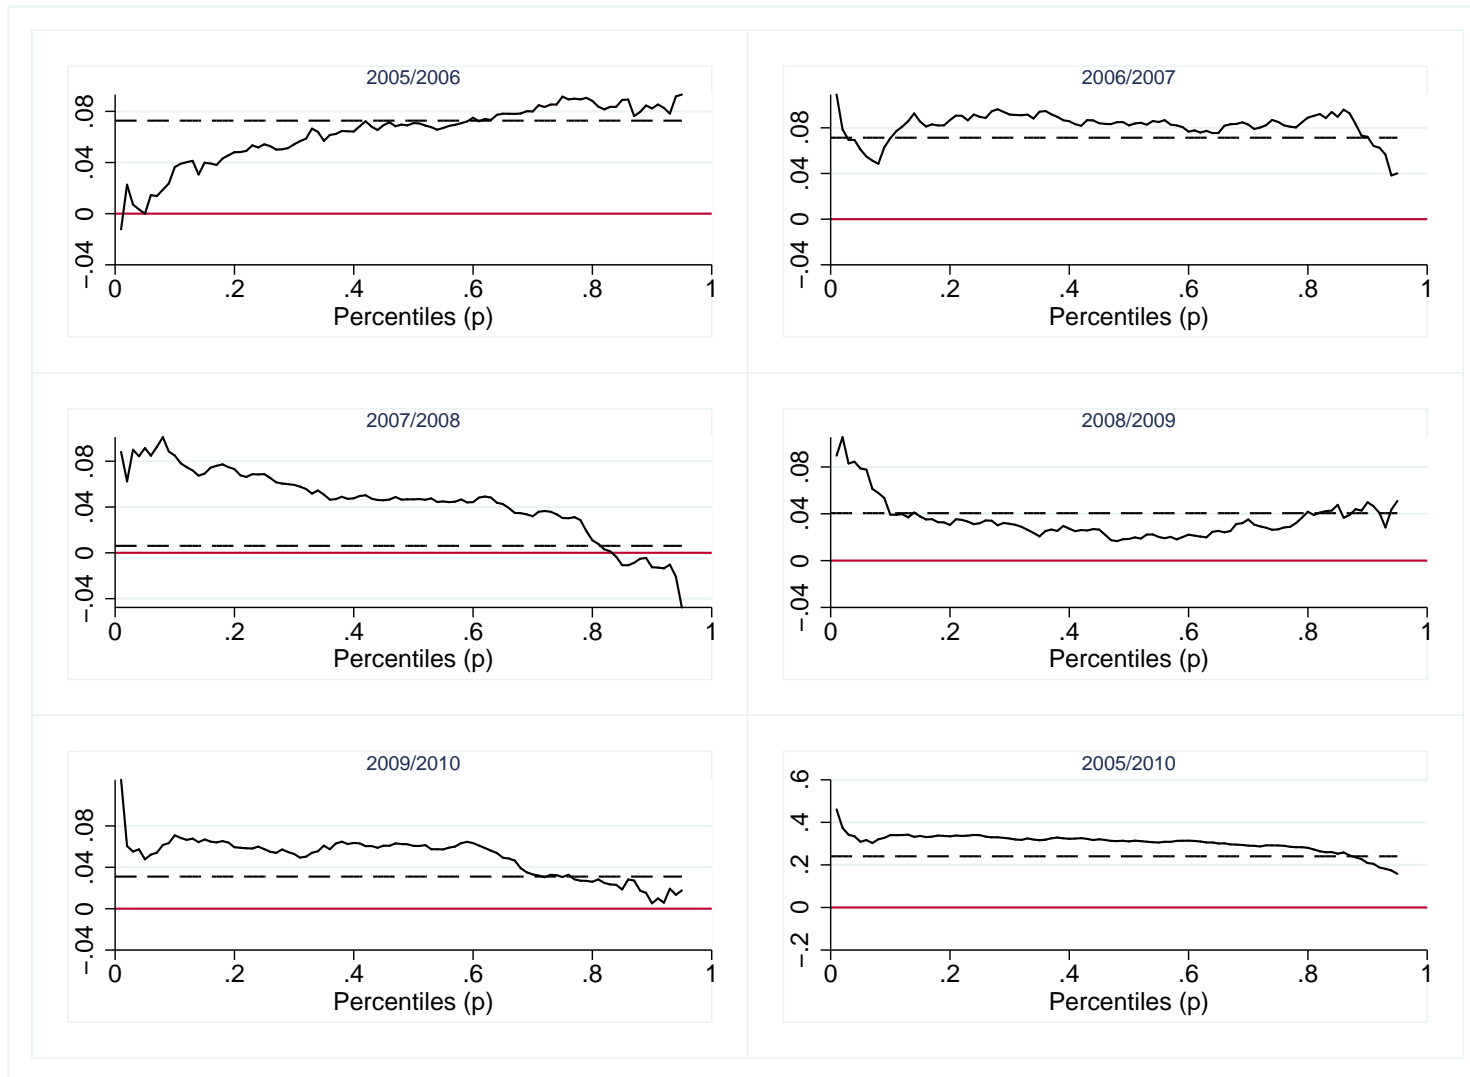 2005/2006
.08
.04
0
−.04
0 .2 .4 .6 .8 1
Percentiles (p)
2006/2007
.08
.04
0
−.04
0 .2 .4 .6 .8 1
Percentiles (p)
2007/2008
.08
.04
0
−.04
0 .2 .4 .6 .8 1
Percentiles (p)
2008/2009
.08
.04
0
−.04
0 .2 .4 .6 .8 1
Percentiles (p)
2009/2010
.08
.04
0
−.04
0 .2 .4 .6 .8 1
Percentiles (p)
2005/2010
.6
.4
.2
0
−.2
0 .2 .4 .6 .8 1
Percentiles (p)